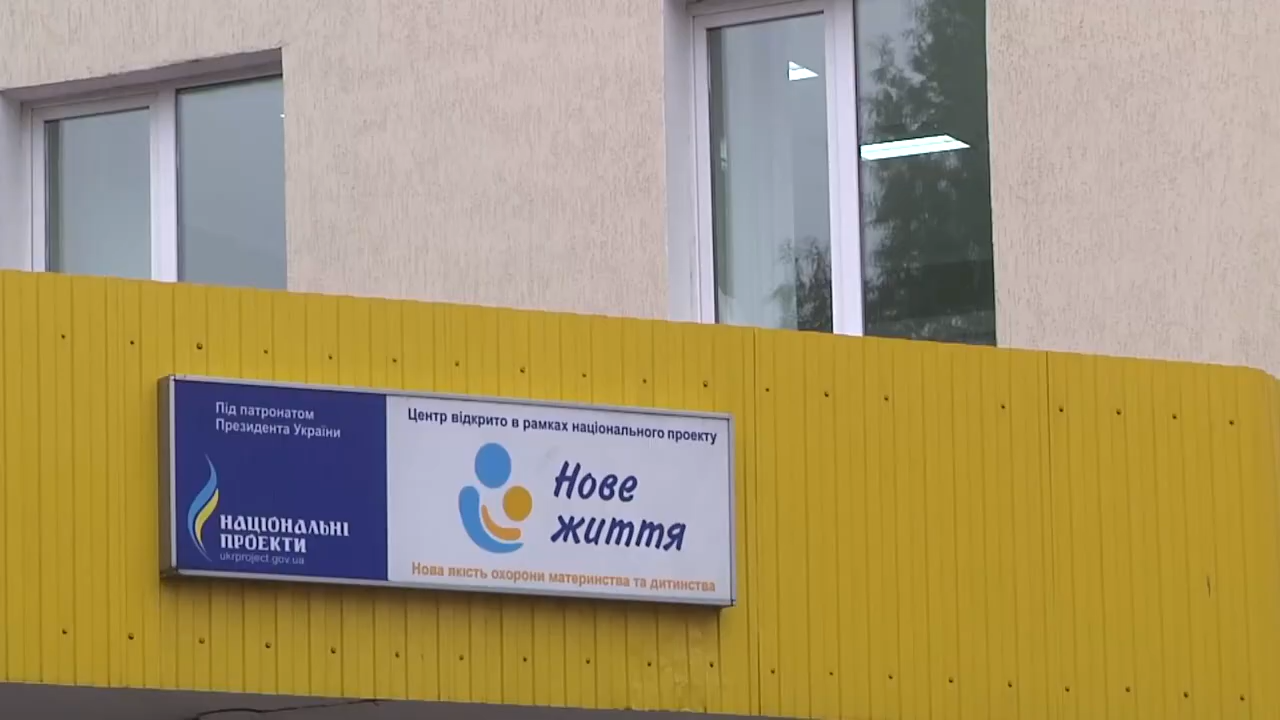 Під патронатом
Президента України
НАЦІОНАЛЬНІ
ПРОЕКТИ
ukrproject.gov.ua
Центр відкрито в рамках національного проекту
Нове
життя
Нова якість охорони материнства та дитинства